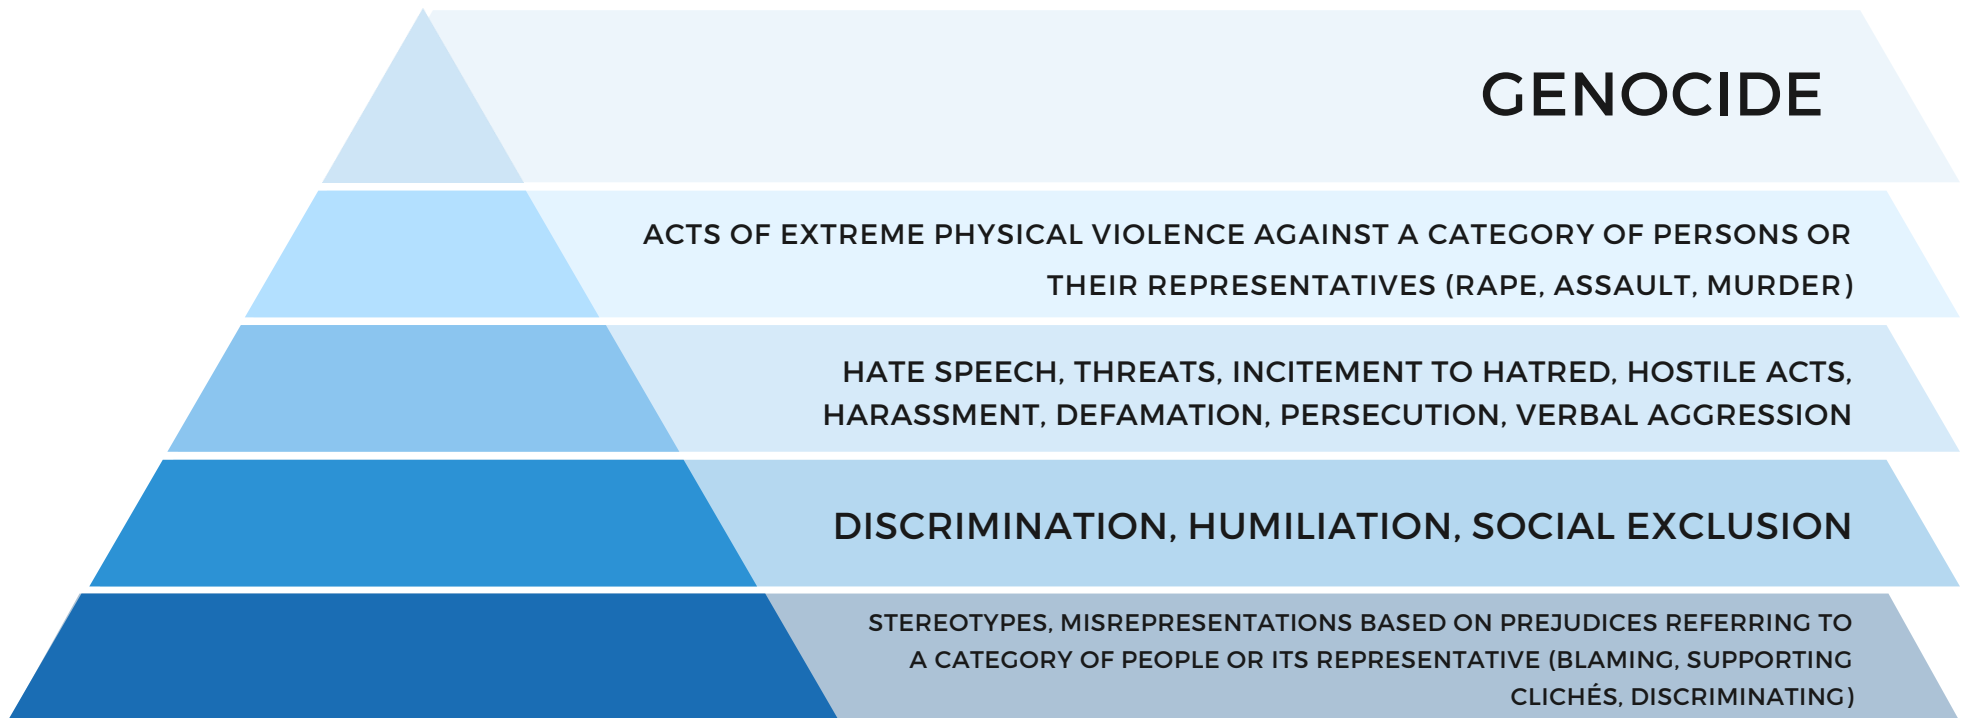 GENOCIDE
ACTS OF EXTREME PHYSICAL VIOLENCE AGAINST A CATEGORY OF PERSONS OR
THEIR REPRESENTATIVES (RAPE, ASSAULT, MURDER)
HATE SPEECH, THREATS, INCITEMENT TO HATRED, HOSTILE ACTS,
HARASSMENT, DEFAMATION, PERSECUTION, VERBAL AGGRESSION
DISCRIMINATION, HUMILIATION, SOCIAL EXCLUSION
STEREOTYPES, MISREPRESENTATIONS BASED ON PREJUDICES REFERRING TO
A CATEGORY OF PEOPLE OR ITS REPRESENTATIVE (BLAMING, SUPPORTING
CLICHÉS, DISCRIMINATING)